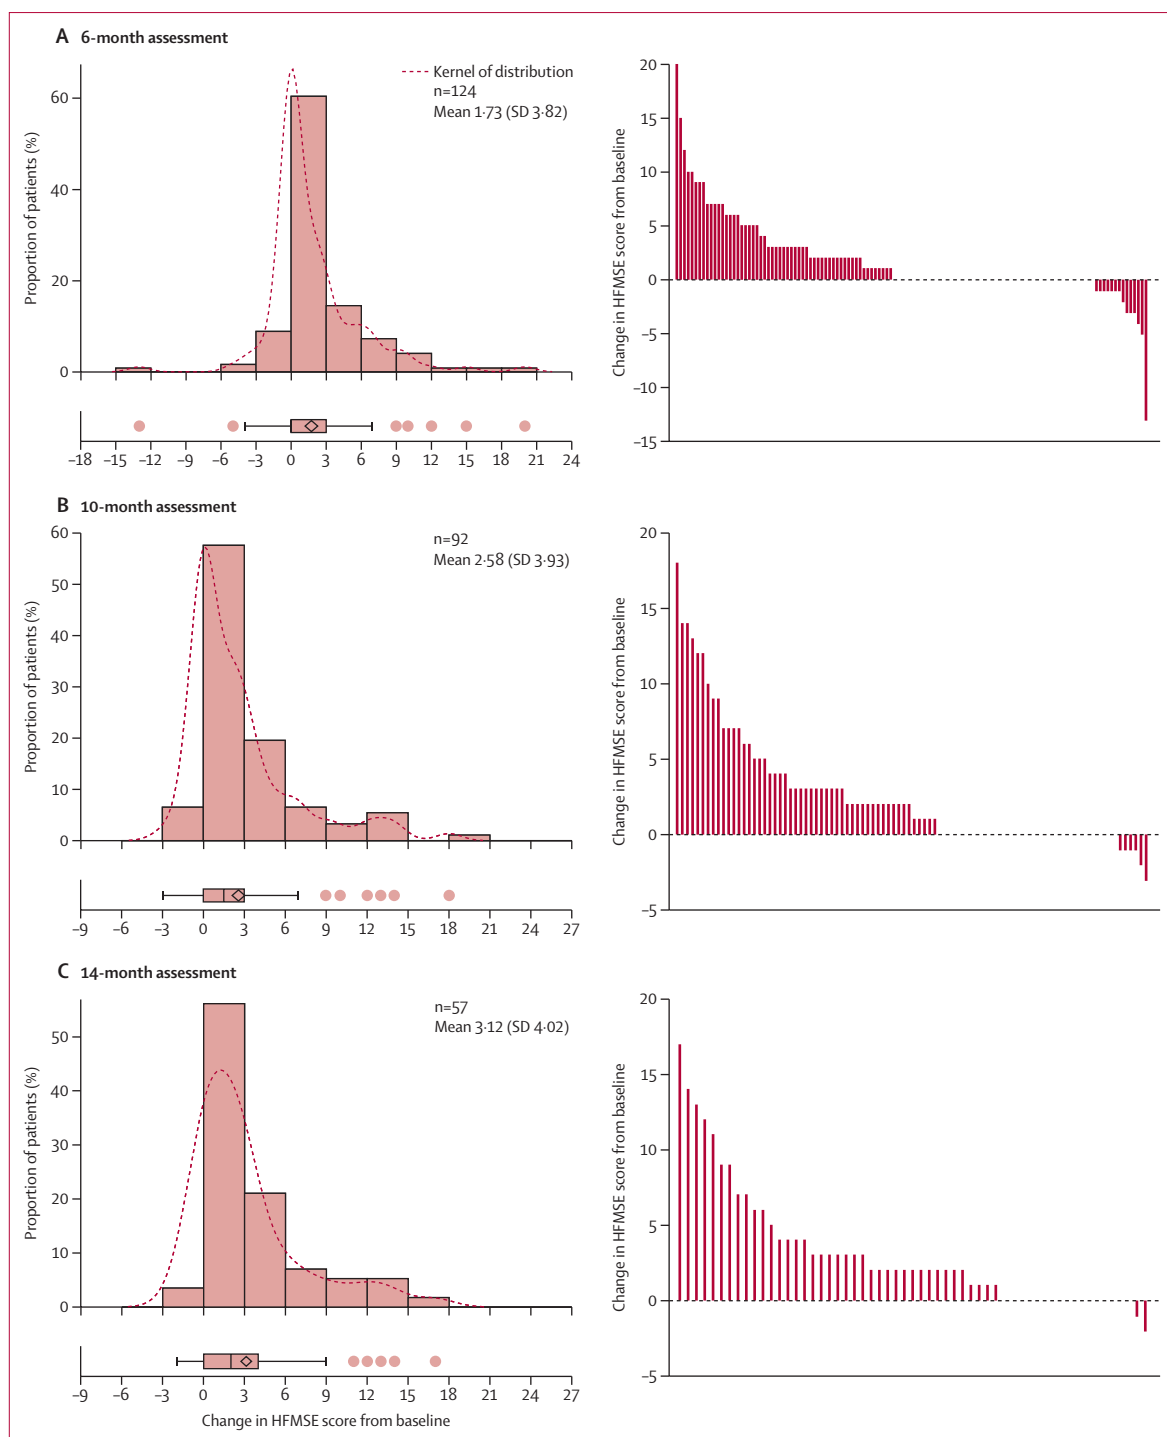 A 6-month assessment
Proportion of patients (%)
60
40
20
0
Kernel of distribution
n=124
Mean 1·73 (SD 3·82)
–18 –15 –12 –9 –6 –3 0 3 6 9 12 15 18 21 24
Change in HFMSE score from baseline
20
15
10
5
0
–5
–10
–15
B 10-month assessment
Proportion of patients (%)
60
50
40
30
20
10
0
n=92
Mean 2·58 (SD 3·93)
–9 –6 –3 0 3 6 9 12 15 18 21 24 27
Change in HFMSE score from baseline
20
15
10
5
0
–5
C 14-month assessment
Proportion of patients (%)
50
40
30
20
10
0
n=57
Mean 3·12 (SD 4·02)
–9 –6 –3 0 3 6 9 12 15 18 21 24 27
Change in HFMSE score from baseline
Change in HFMSE score from baseline
20
15
10
5
0
–5